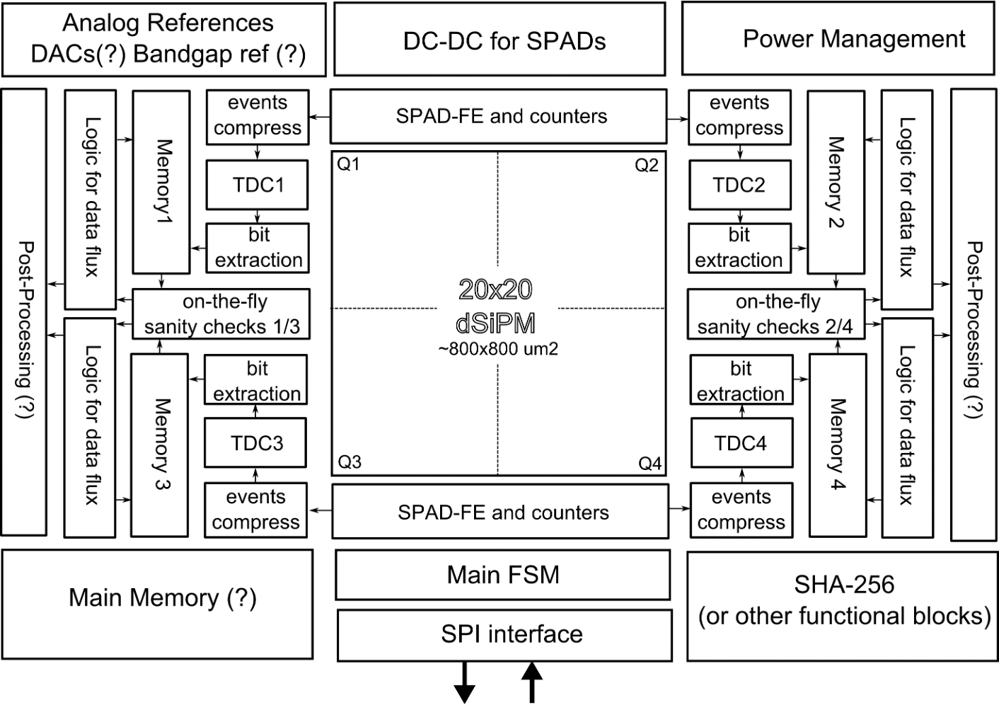 Analog References
DACs(?) Bandgap ref (?)
DC-DC for SPADs
Power Management
Post-Processing (?)
Logic for data flux
Memory1
events
compress
TDC1
bit
extraction
on-the-fly
sanity checks 1/3
Logic for data flux
Memory 3
bit
extraction
TDC3
events
compress
SPAD-FE and counters
Q1
Q2
20x20
dSiPM
~800x800 um2
Q3
Q4
SPAD-FE and counters
events
compress
TDC2
bit
extraction
Memory 2
Logic for data flux
Post-Processing (?)
on-the-fly
sanity checks 2/4
bit
extraction
TDC4
events
compress
Memory 4
Logic for data flux
Main Memory (?)
Main FSM
SPI interface
SHA-256
(or other functional blocks)